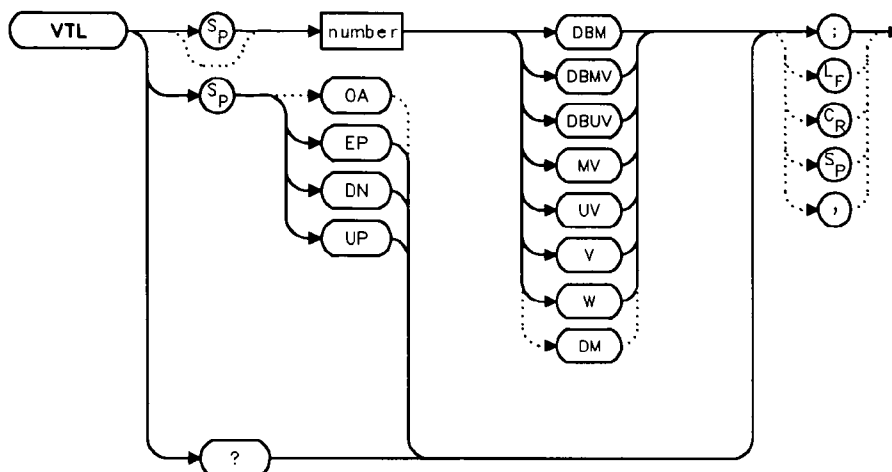 VTL
SP
number
DBM
;
DBMV
LF
SP
OA
DBUV
CR
EP
MV
SP
DN
UV
,
UP
V
W
DM
?